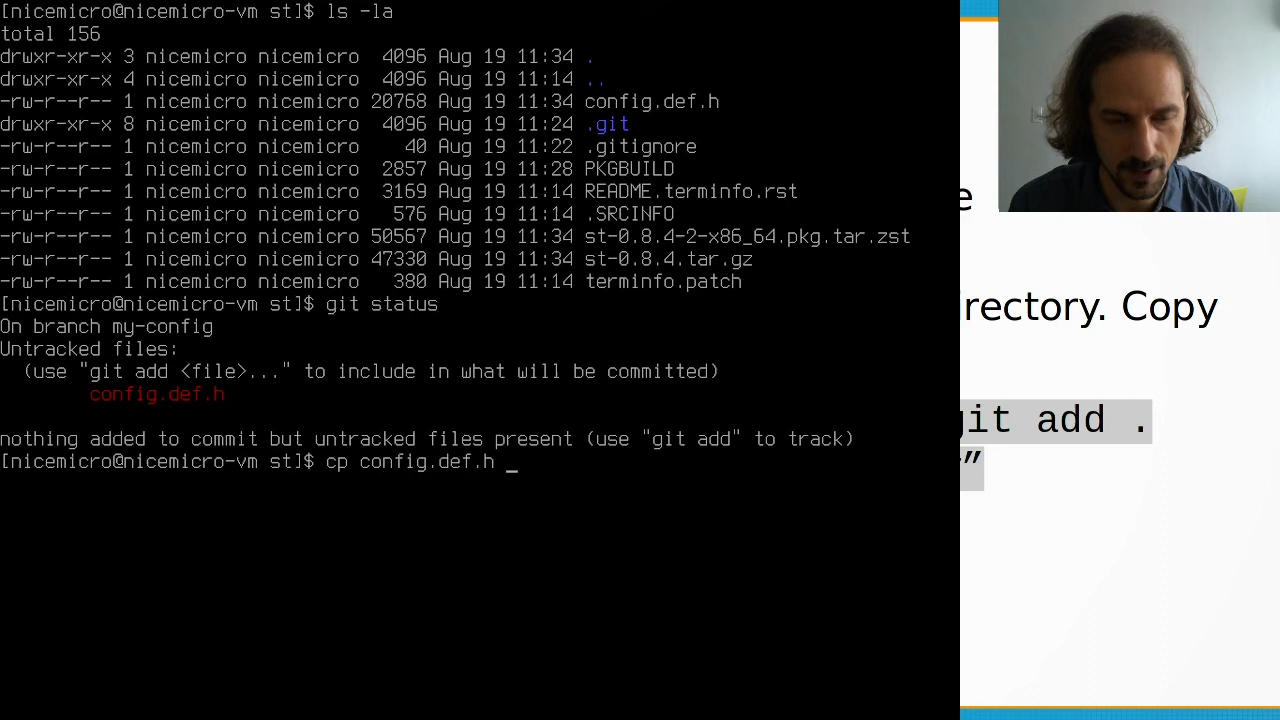 [nicemicro@nicemicro-vm st]$ ls -la
total 156
drwxr-xr-x 3 nicemicro nicemicro  4096 Aug 19 11:34 .
drwxr-xr-x 4 nicemicro nicemicro  4096 Aug 19 11:14 ..
-rw-r--r-- 1 nicemicro nicemicro 20768 Aug 19 11:34 config.def.h
drwxr-xr-x 8 nicemicro nicemicro  4096 Aug 19 11:24 .git
-rw-r--r-- 1 nicemicro nicemicro    40 Aug 19 11:22 .gitignore
-rw-r--r-- 1 nicemicro nicemicro  2857 Aug 19 11:28 PKGBUILD
-rw-r--r-- 1 nicemicro nicemicro  3169 Aug 19 11:14 README.terminfo.rst
-rw-r--r-- 1 nicemicro nicemicro   576 Aug 19 11:14 .SRCINFO
-rw-r--r-- 1 nicemicro nicemicro 50567 Aug 19 11:34 st-0.8.4-2-x86_64.pkg.tar.zst
-rw-r--r-- 1 nicemicro nicemicro 47330 Aug 19 11:34 st-0.8.4.tar.gz
-rw-r--r-- 1 nicemicro nicemicro   380 Aug 19 11:14 terminfo.patch
[nicemicro@nicemicro-vm st]$ git status
On branch my-config
Untracked files:
  (use "git add <file>..." to include in what will be committed)
        config.def.h
nothing added to commit but untracked files present (use "git add" to track)
[nicemicro@nicemicro-vm st]$ cp config.def.h _
e
irectory. Copy
git add .
”